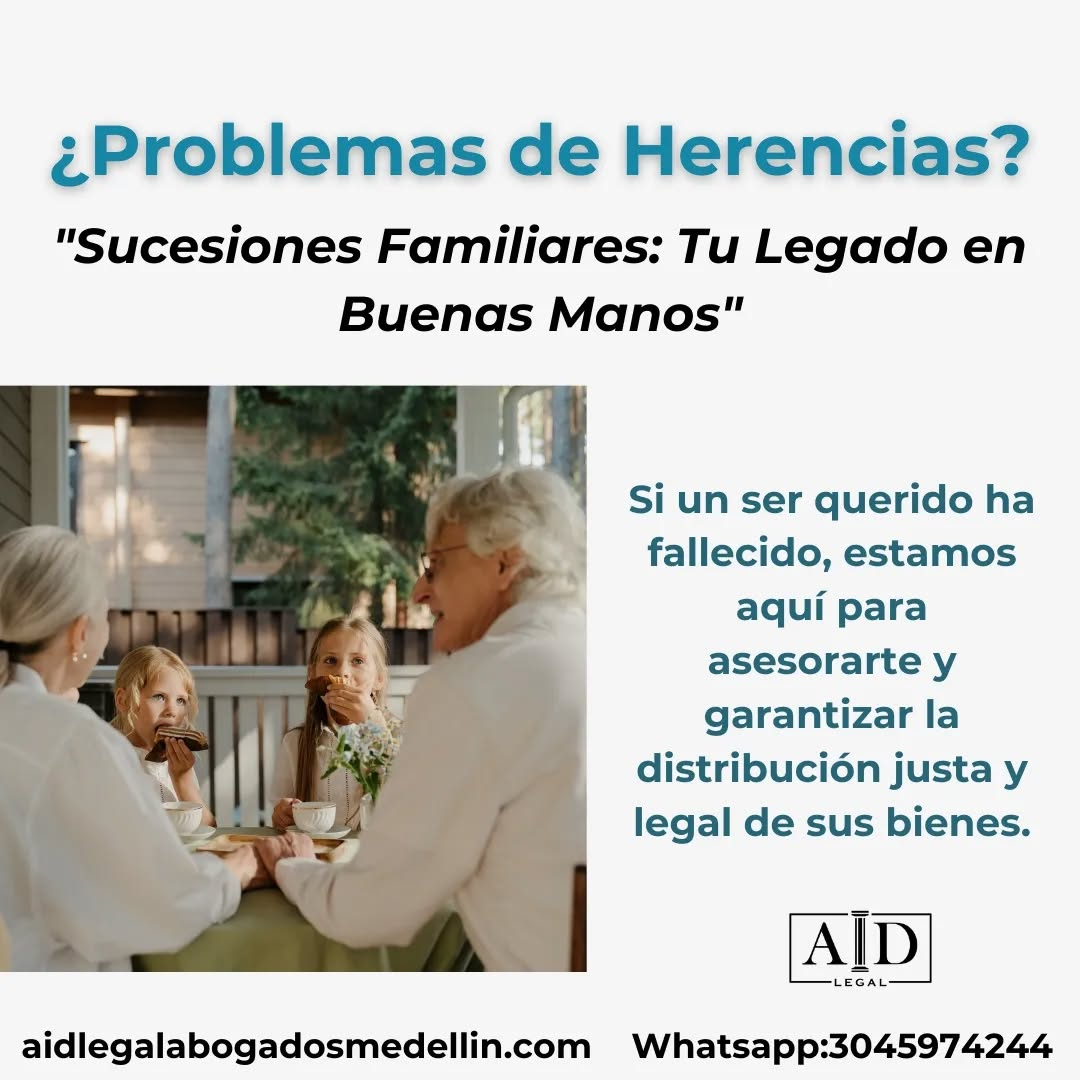 ¿Problemas de Herencias?
"Sucesiones Familiares: Tu Legado en
Buenas Manos"
Si un ser querido ha
fallecido, estamos
aquí para
asesorarte y
garantizar la
distribución justa y
legal de sus bienes.
AID
LEGAL
aidlegalabogadosmedellin.com
Whatsapp:3045974244